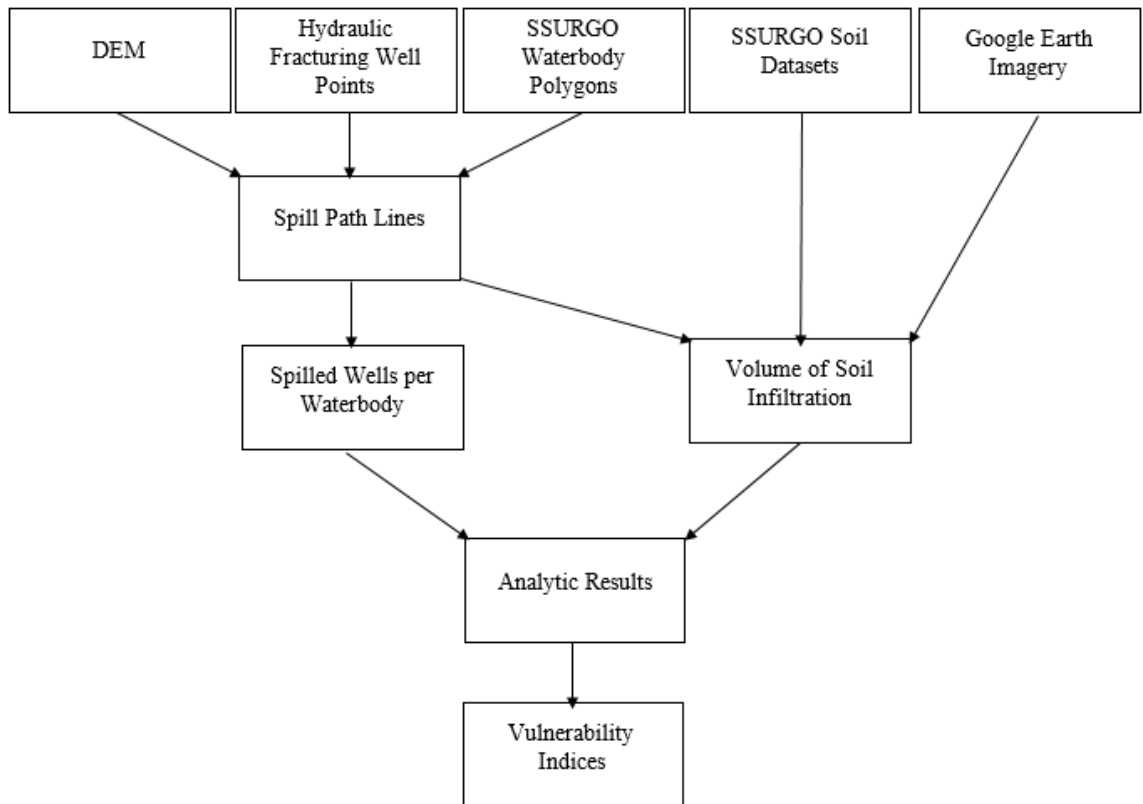 DEM
Hydraulic
Fracturing Well
Points
SSURGO
Waterbody
Polygons
SSURGO Soil
Datasets
Google Earth
Imagery
Spill Path Lines
Spilled Wells per
Waterbody
Volume of Soil
Infiltration
Analytic Results
Vulnerability
Indices